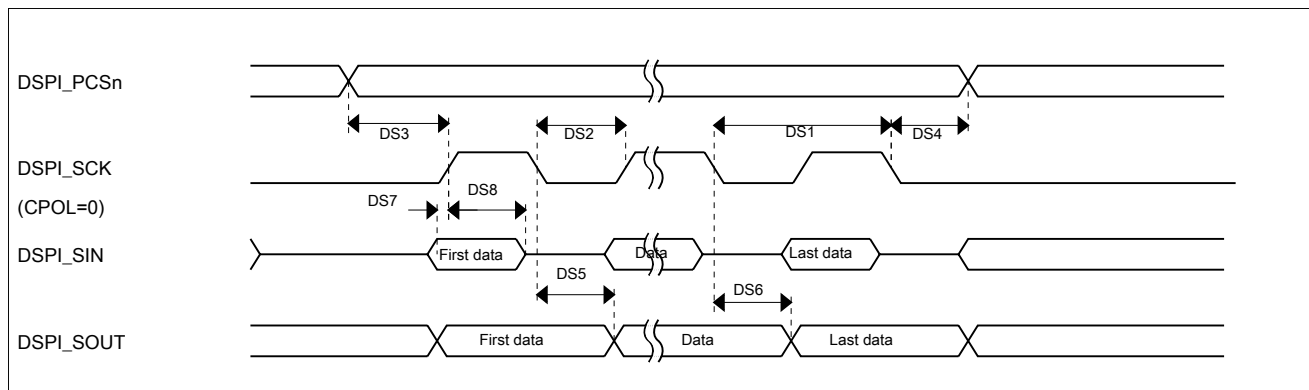 DSPI_PCSn
DS3
DS2
DS1
DS4
DSPI_SCK
(CPOL=0)
DS7
DS8
DSPI_SIN
First data
Data
Last data
DS5
DS6
DSPI_SOUT
First data
Data
Last data